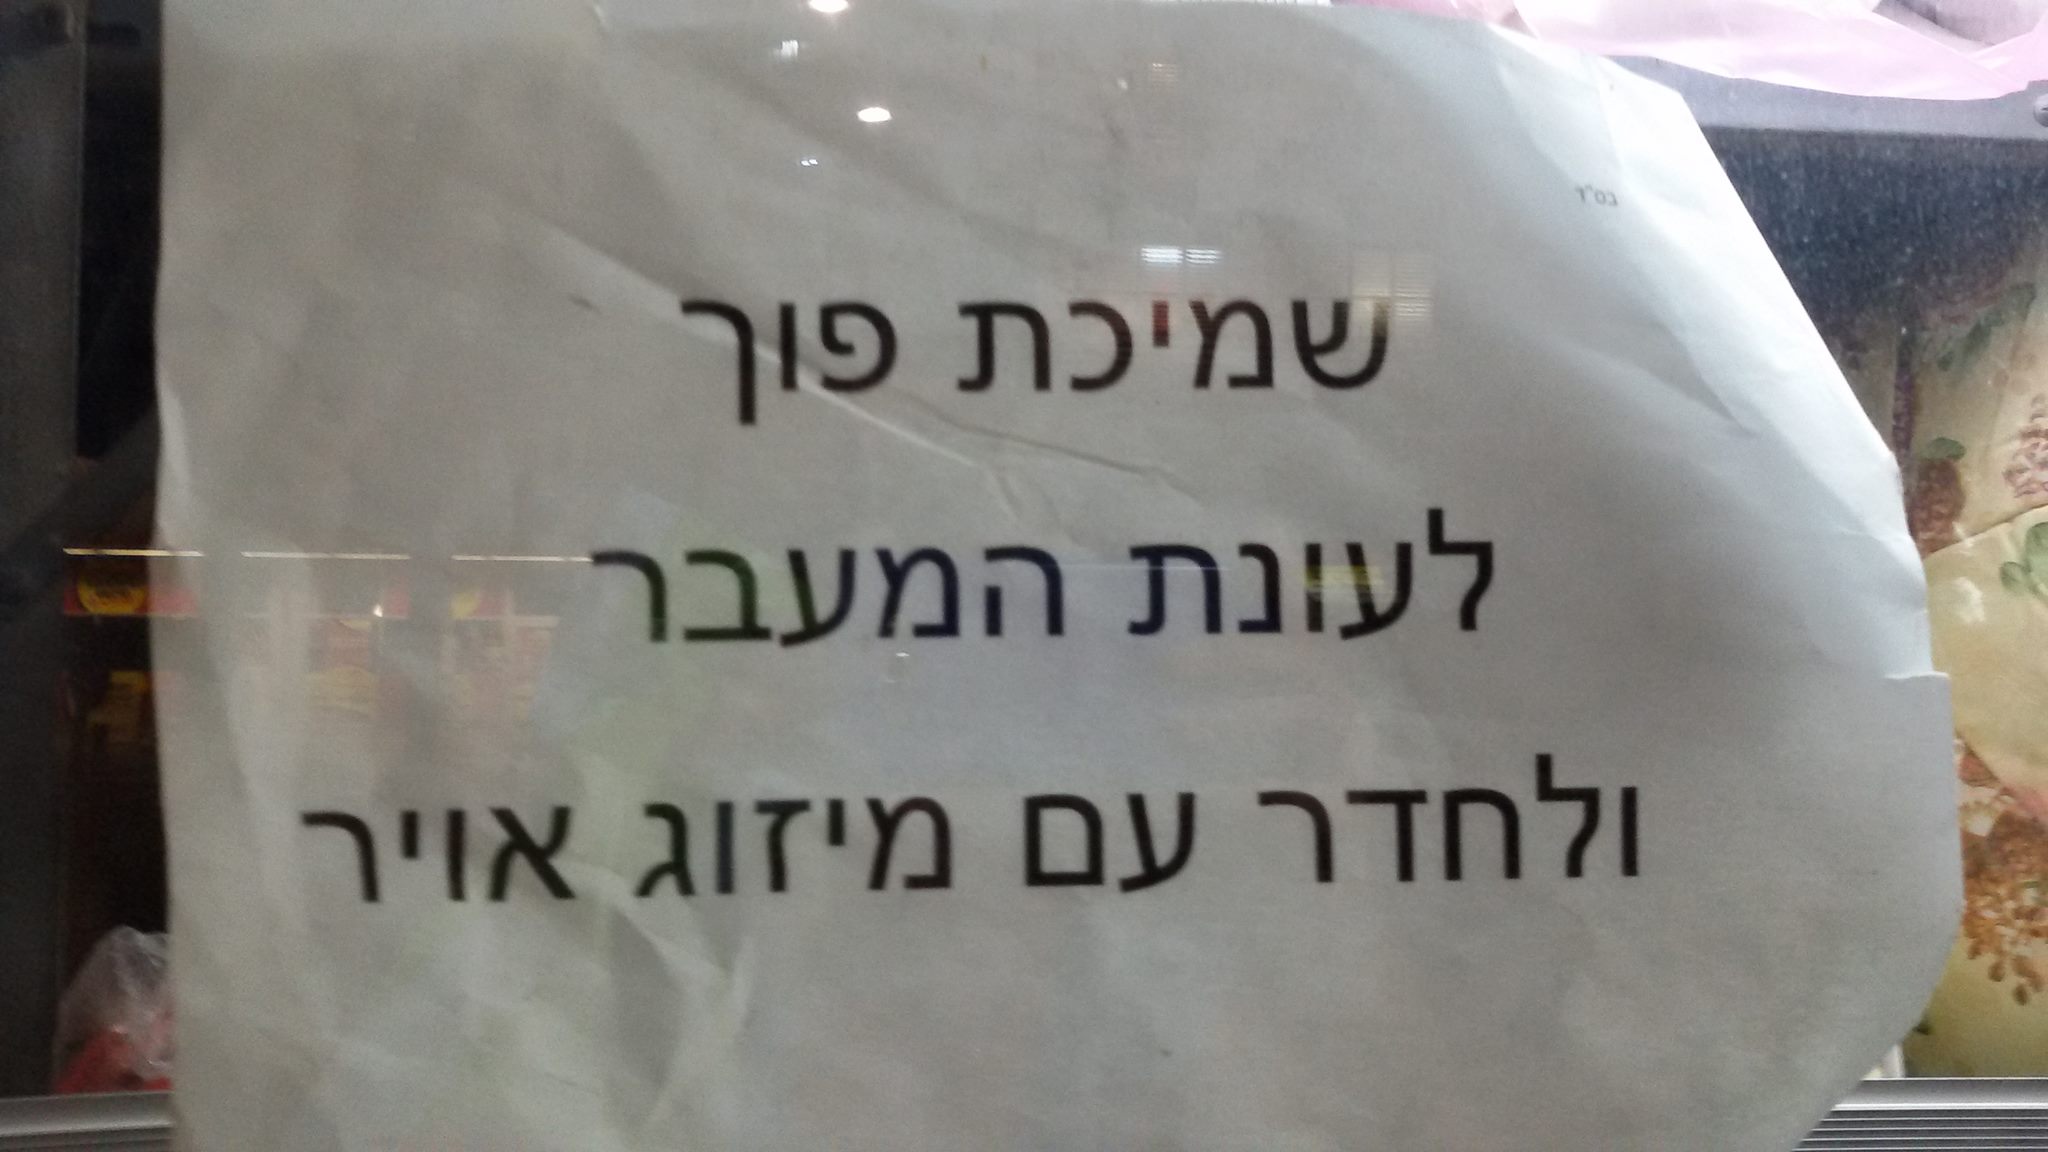 בס"ד
שמיכת פוך
לעונת המעבר
ולחדר עם מיזוג אויר